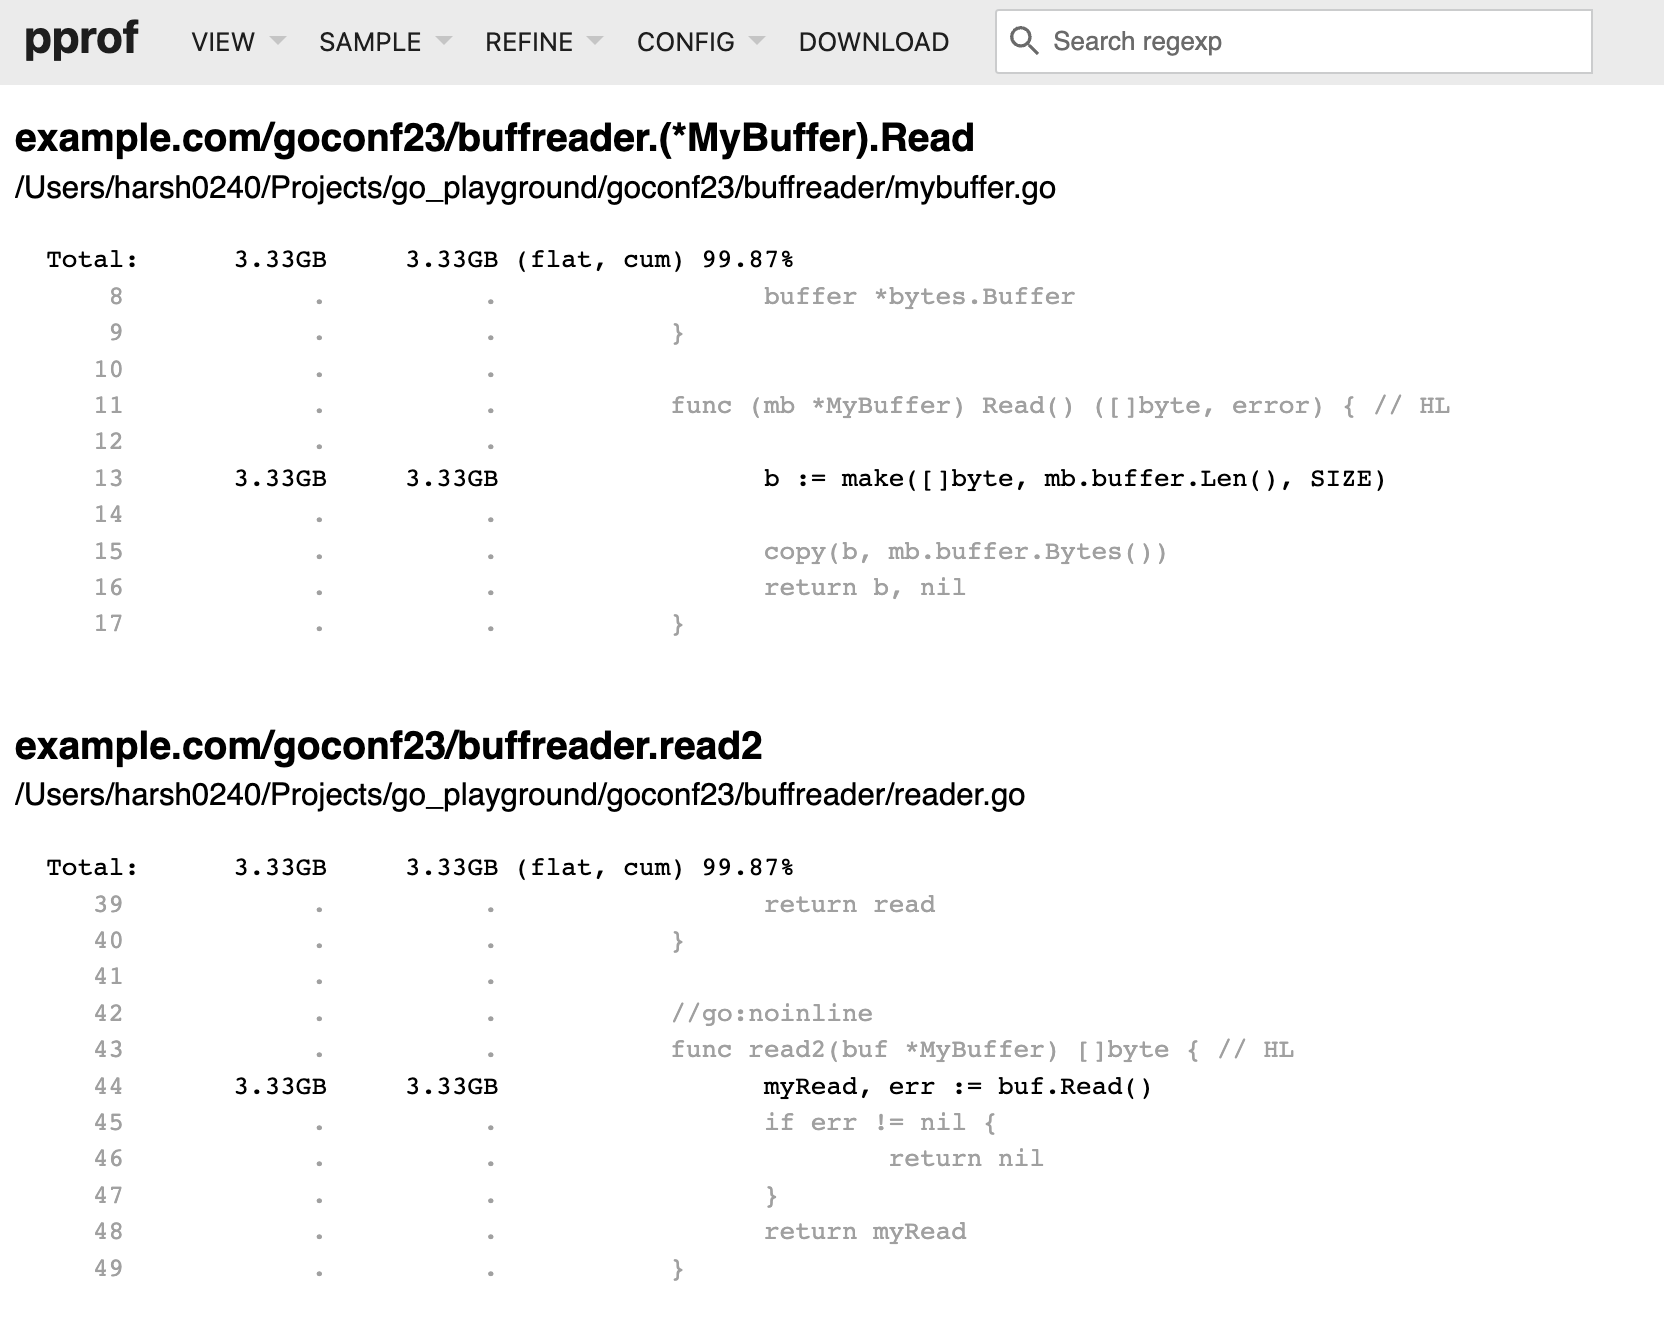 pprof VIEW SAMPLE REFINE CONFIG DOWNLOAD Search regexp
example.com/goconf23/buffreader.(*MyBuffer).Read
/Users/harsh0240/Projects/go_playground/goconf23/buffreader/mybuffer.go
Total: 3.33GB 3.33GB (flat, cum) 99.87%
8 . . buffer *bytes.Buffer
9 . . }
10 . .
11 . . func (mb *MyBuffer) Read() ([]byte, error) { // HL
12 . .
13 3.33GB 3.33GB b := make([]byte, mb.buffer.Len(), SIZE)
14 . .
15 . . copy(b, mb.buffer.Bytes())
16 . . return b, nil
17 . . }
example.com/goconf23/buffreader.read2
/Users/harsh0240/Projects/go_playground/goconf23/buffreader/reader.go
Total: 3.33GB 3.33GB (flat, cum) 99.87%
39 . . return read
40 . . }
41 . .
42 . . //go:noinline
43 . . func read2(buf *MyBuffer) []byte { // HL
44 3.33GB 3.33GB myRead, err := buf.Read()
45 . . if err != nil {
46 . . return nil
47 . . }
48 . . return myRead
49 . . }